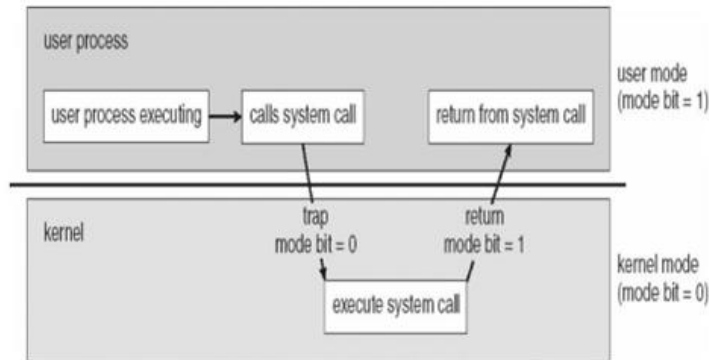 user process
user process executing
calls system call
return from system call
user mode
(mode bit = 1)
kernel
trap
mode bit = 0
return
mode bit = 1
execute system call
kernel mode
(mode bit = 0)